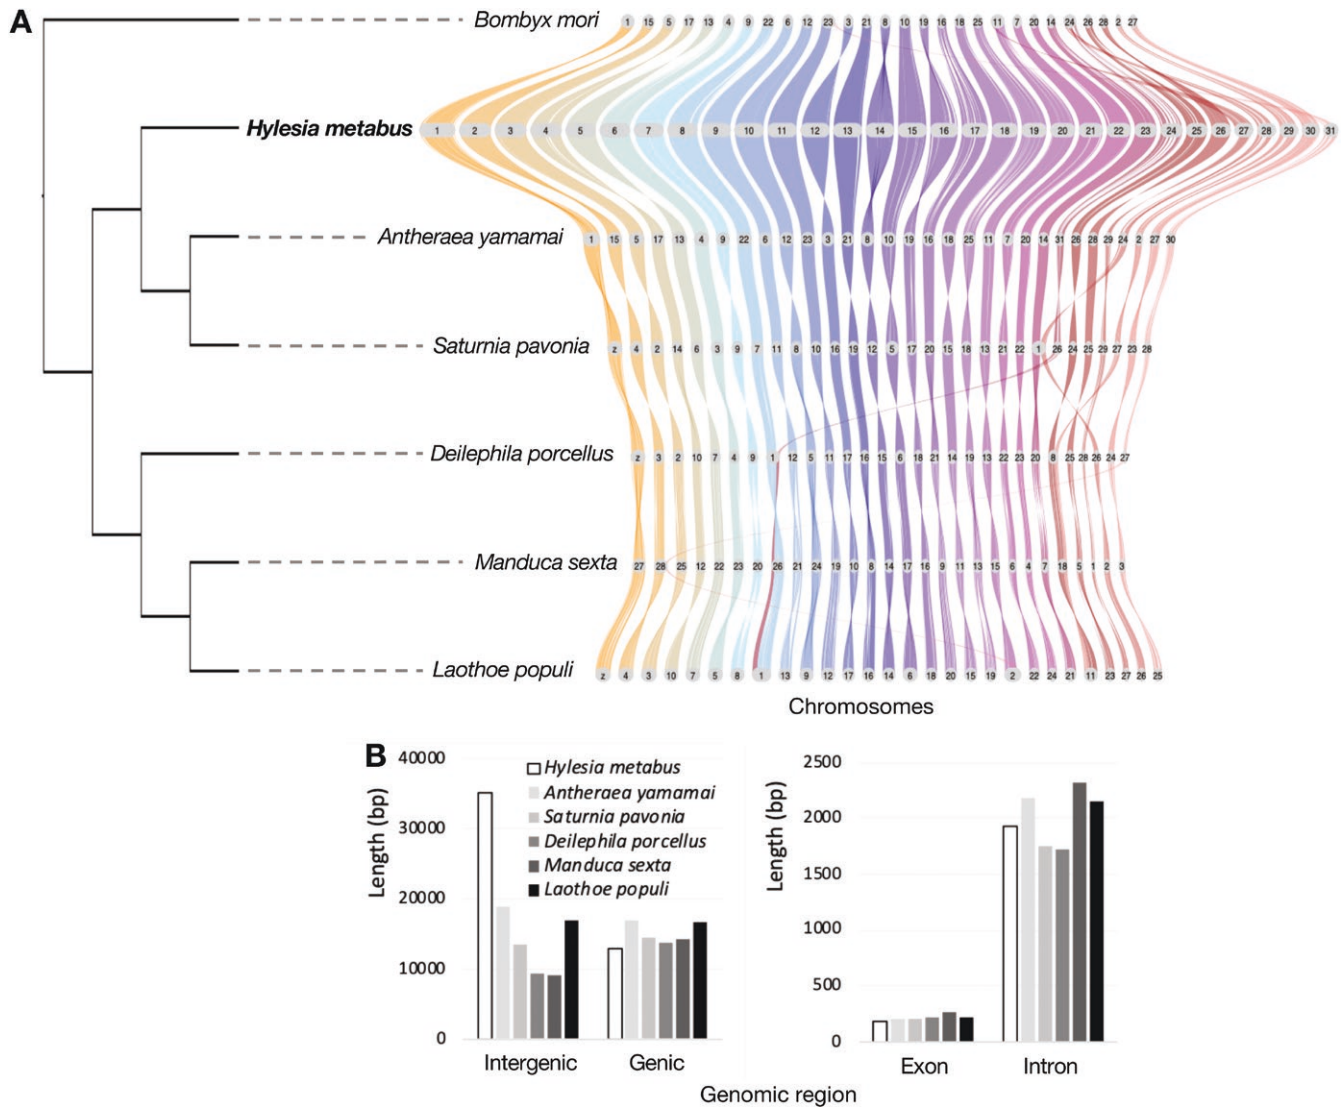 A
Bombyx mori
1 15 5 17 13 4 9 22 6 12 23 3 21 8 10 19 16 18 25 11 7 20 14 24 26 28 2 27
Hylesia metabus
1 2 3 4 5 6 7 8 9 10 11 12 13 14 15 16 17 18 19 20 21 22 23 24 25 26 27 28 29 30 31
Antheraea yamamai
1 15 5 17 13 4 9 22 6 12 23 3 21 8 10 19 16 18 25 11 7 20 14 31 26 28 29 24 2 27 30
Saturnia pavonia
z 4 2 14 6 3 9 7 11 8 10 16 19 12 5 17 20 15 18 13 21 22 1 26 24 25 29 27 23 28
Deilephila porcellus
z 3 2 10 7 4 9 1 12 5 11 17 16 15 6 18 21 14 19 13 22 23 20 8 25 28 26 24 27
Manduca sexta
27 28 25 12 22 23 20 26 21 24 19 10 8 14 17 16 9 11 13 15 6 4 7 18 5 1 2 3
Laothoe populi
z 4 3 10 7 5 8 1 13 9 12 17 16 14 6 18 20 15 19 2 22 24 21 11 23 27 26 25
Chromosomes
B
Length (bp)
40000
30000
20000
10000
0
Hylesia metabus
Antheraea yamamai
Saturnia pavonia
Deilephila porcellus
Manduca sexta
Laothoe populi
Intergenic Genic
Length (bp)
2500
2000
1500
1000
500
0
Exon Intron
Genomic region